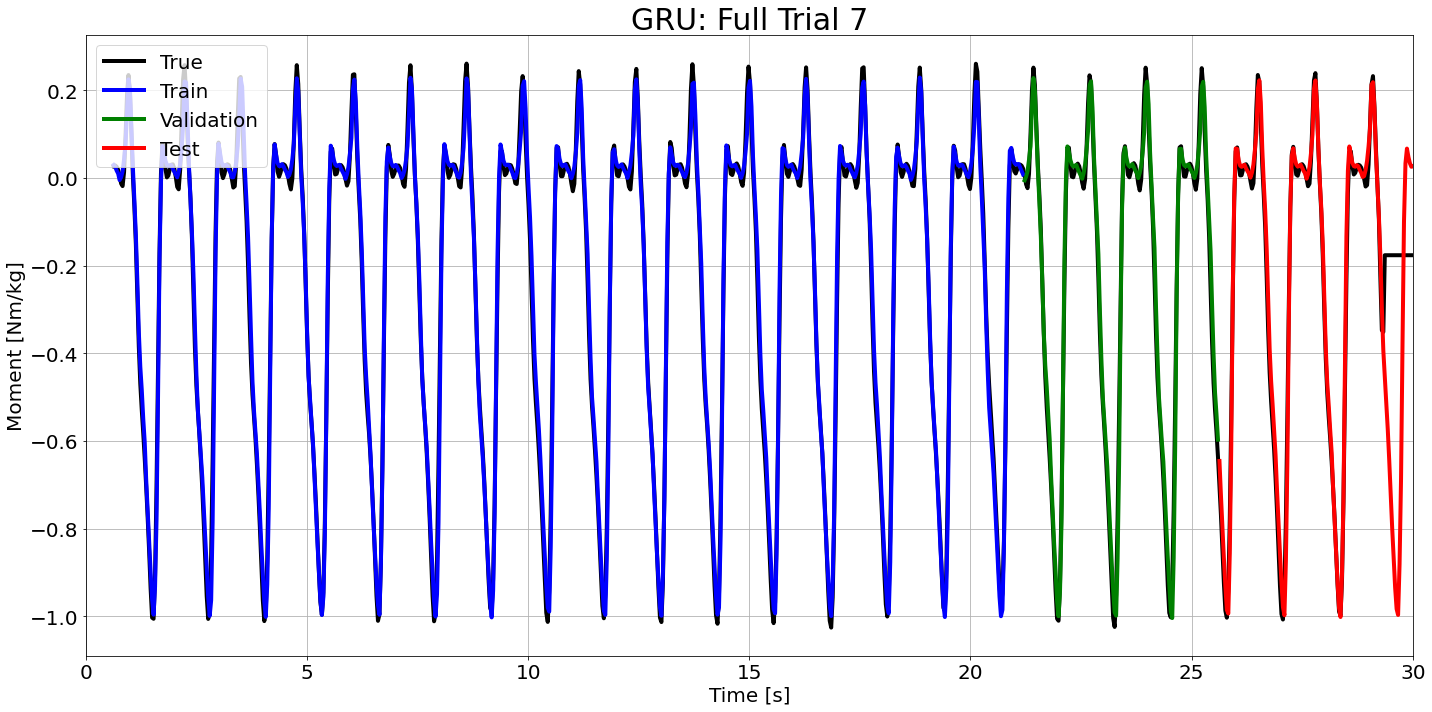 GRU: Full Trial 7
True
Train
Validation
Test
0.2
0.0
−0.2
−0.4
−0.6
−0.8
−1.0
Moment [Nm/kg]
0 5 10 15 20 25 30
Time [s]